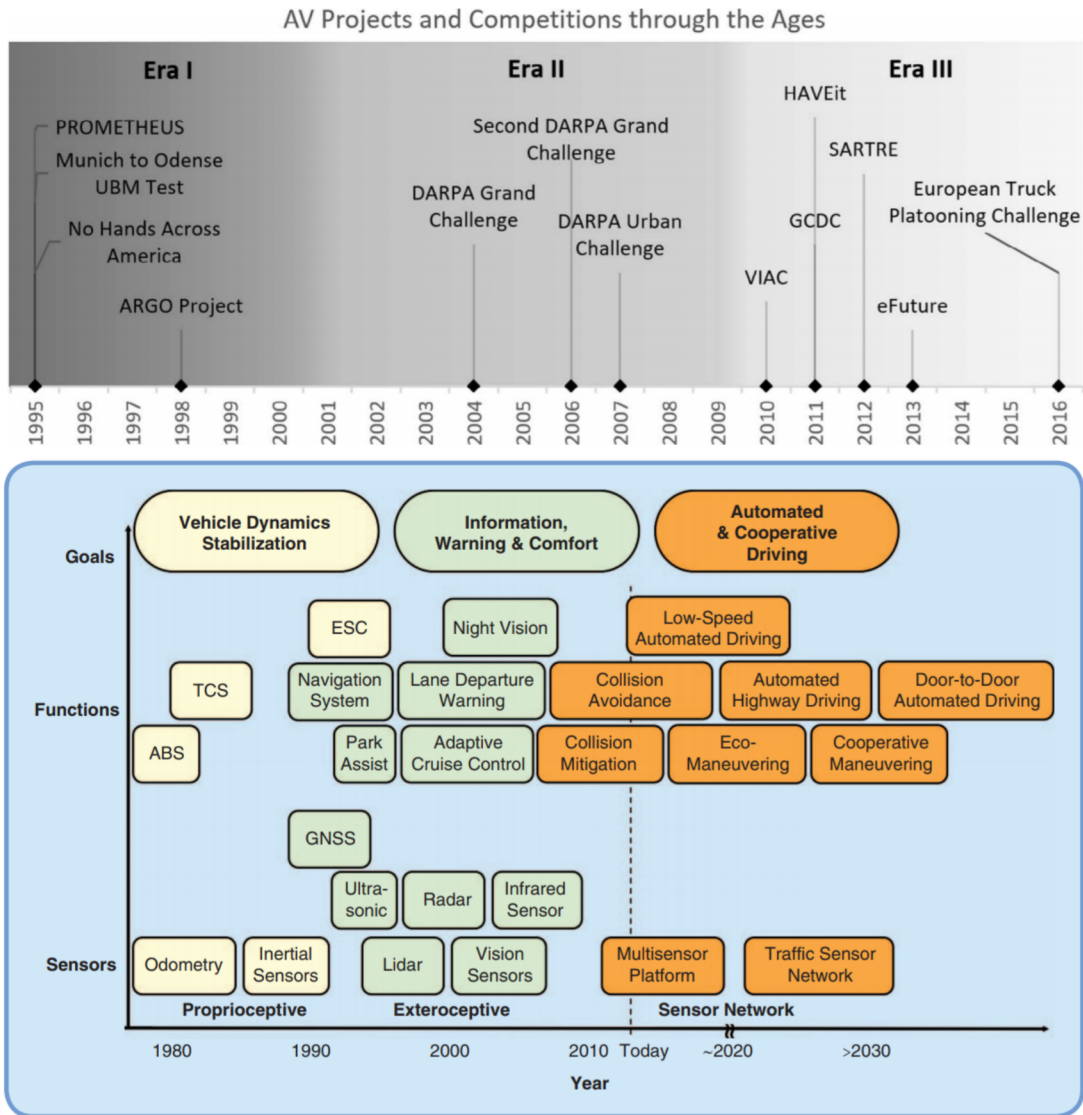 AV Projects and Competitions through the Ages
Era I
Era II
Era III
PROMETHEUS
Munich to Odense
UBM Test
No Hands Across
America
ARGO Project
DARPA Grand
Challenge
Second DARPA Grand
Challenge
DARPA Urban
Challenge
VIAC
HAVEit
GCDC
SARTRE
eFuture
European Truck
Platooning Challenge
1995
1996
1997
1998
1999
2000
2001
2002
2003
2004
2005
2006
2007
2008
2009
2010
2011
2012
2013
2014
2015
2016
Goals
Vehicle Dynamics
Stabilization
Information,
Warning & Comfort
Automated
& Cooperative
Driving
Functions
ESC
Night Vision
Low-Speed
Automated Driving
TCS
Navigation
System
Lane Departure
Warning
Collision
Avoidance
Automated
Highway Driving
Door-to-Door
Automated Driving
ABS
Park
Assist
Adaptive
Cruise Control
Collision
Mitigation
Eco-
Maneuvering
Cooperative
Maneuvering
GNSS
Ultra-
sonic
Radar
Infrared
Sensor
Sensors
Odometry
Inertial
Sensors
Lidar
Vision
Sensors
Multisensor
Platform
Traffic Sensor
Network
Proprioceptive
Exteroceptive
Sensor Network
1980
1990
2000
2010
Today
~2020
>2030
Year